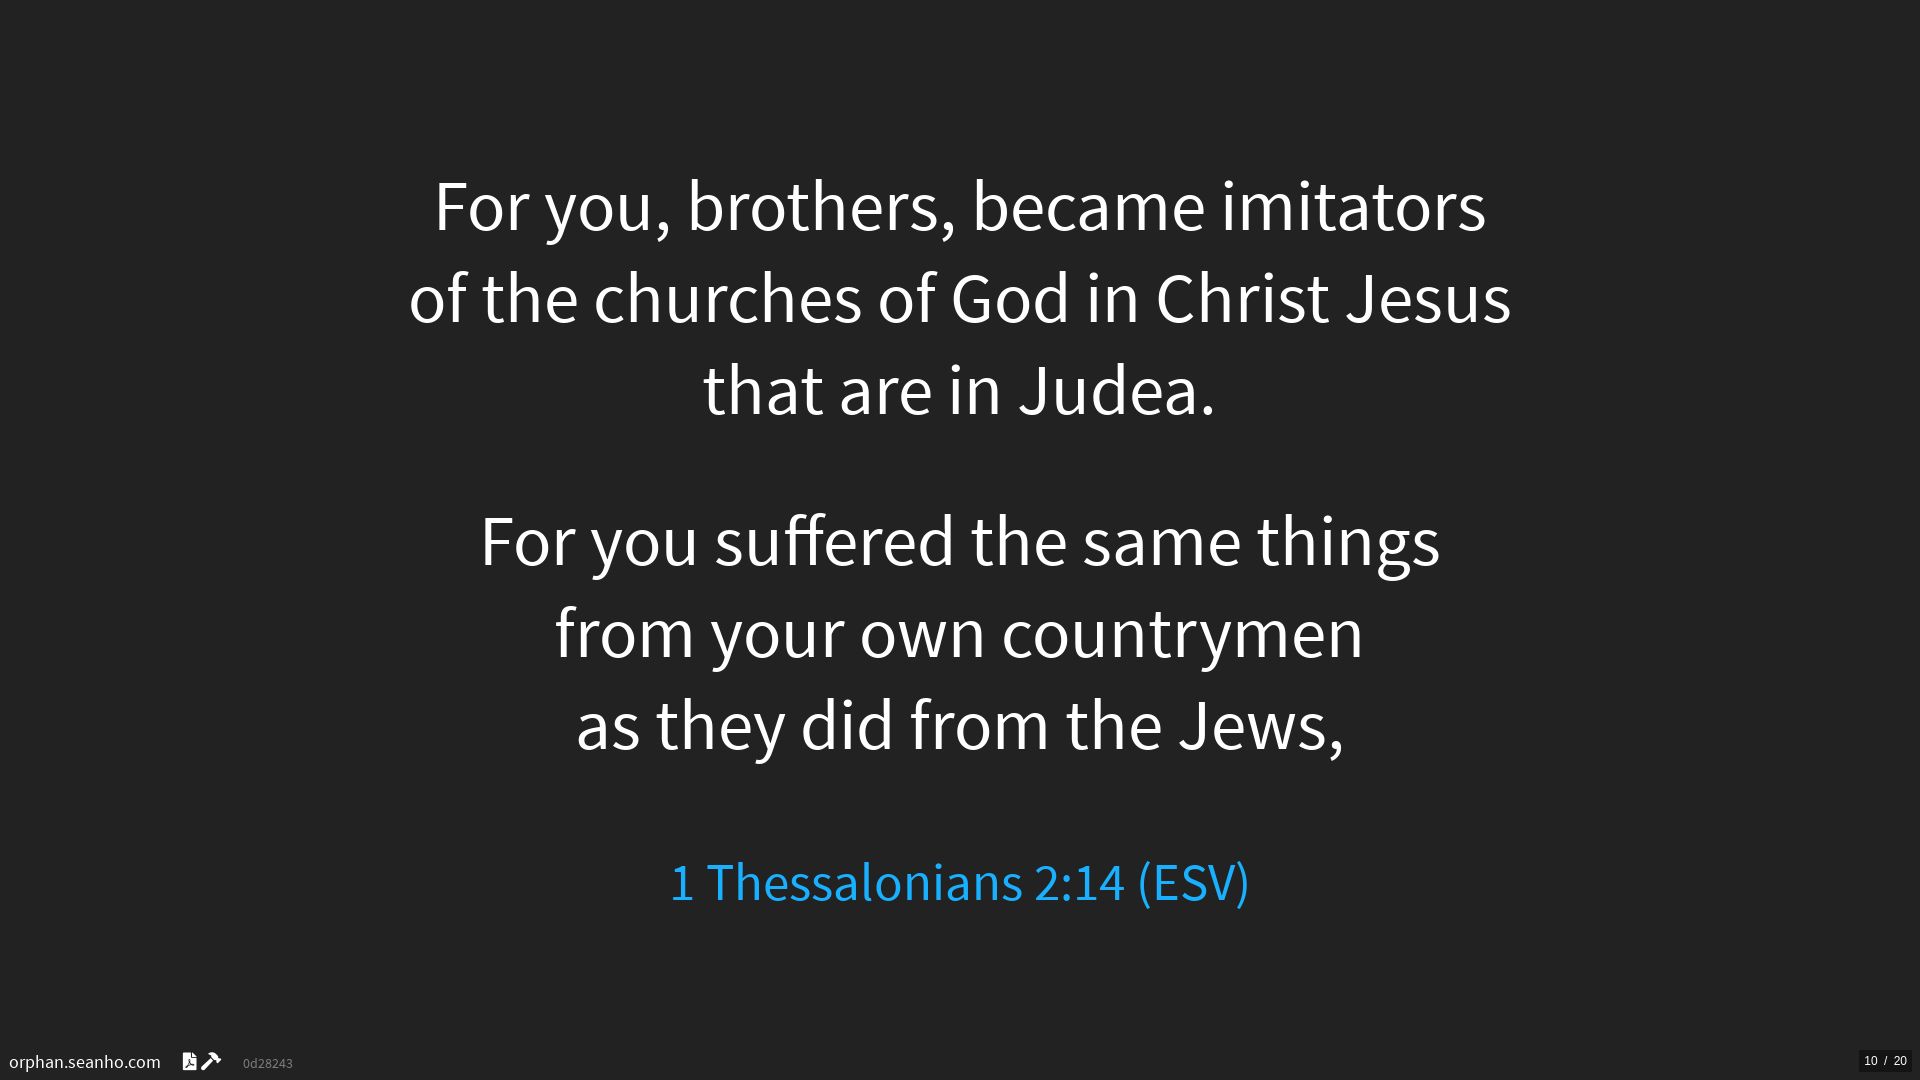 For you, brothers, became imitators
of the churches of God in Christ Jesus
that are in Judea.
For you suffered the same things
from your own countrymen
as they did from the Jews,
1 Thessalonians 2:14 (ESV)
orphan.seanho.com 0d28243
10 / 20